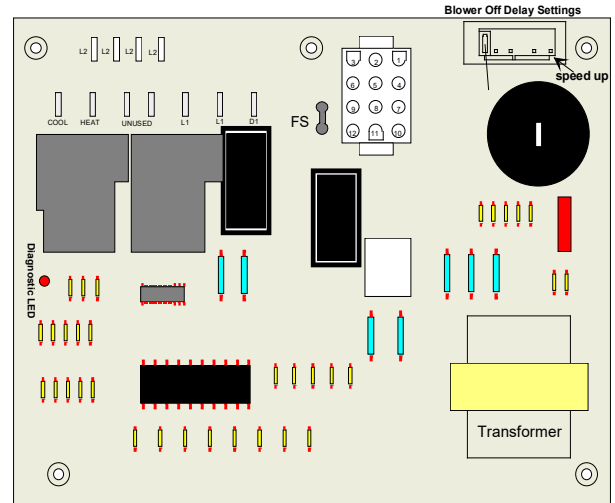 Blower Off Delay Settings
speed up
L2 L2 L2 L2
COOL HEAT UNUSED L1 L1 D1
FS
3 2 1
6 5 4
9 8 7
12 11 10
Diagnostic LED
Transformer